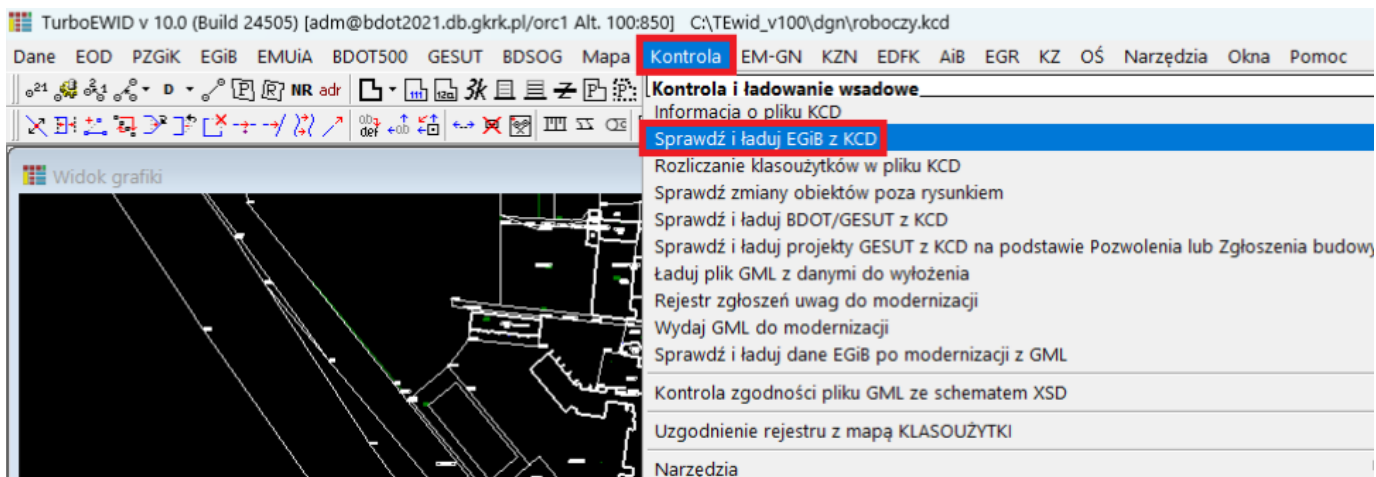 TurboEWID v 10.0 (Build 24505) [adm@bdot2021.db.gkrk.pl/orc1 Alt. 100:850] C:\TEwid_v100\dgn\roboczy.kcd
Dane EOD PZGiK EGiB EMUiA BDOT500 GESUT BDSOG Mapa Kontrola EM-GN KZN EDFK AiB EGR KZ OŚ Narzędzia Okna Pomoc
NR adr
Kontrola i ładowanie wsadowe
Informacja o pliku KCD
Sprawdź i ładuj EGiB z KCD
Rozliczanie klasoużytków w pliku KCD
Sprawdź zmiany obiektów poza rysunkiem
Sprawdź i ładuj BDOT/GESUT z KCD
Sprawdź i ładuj projekty GESUT z KCD na podstawie Pozwolenia lub Zgłoszenia budowy
Ładuj plik GML z danymi do wyłożenia
Rejestr zgłoszeń uwag do modernizacji
Wydaj GML do modernizacji
Sprawdź i ładuj dane EGiB po modernizacji z GML
Kontrola zgodności pliku GML ze schematem XSD
Uzgodnienie rejestru z mapą KLASOUŻYTKI
Narzędzia
Widok grafiki